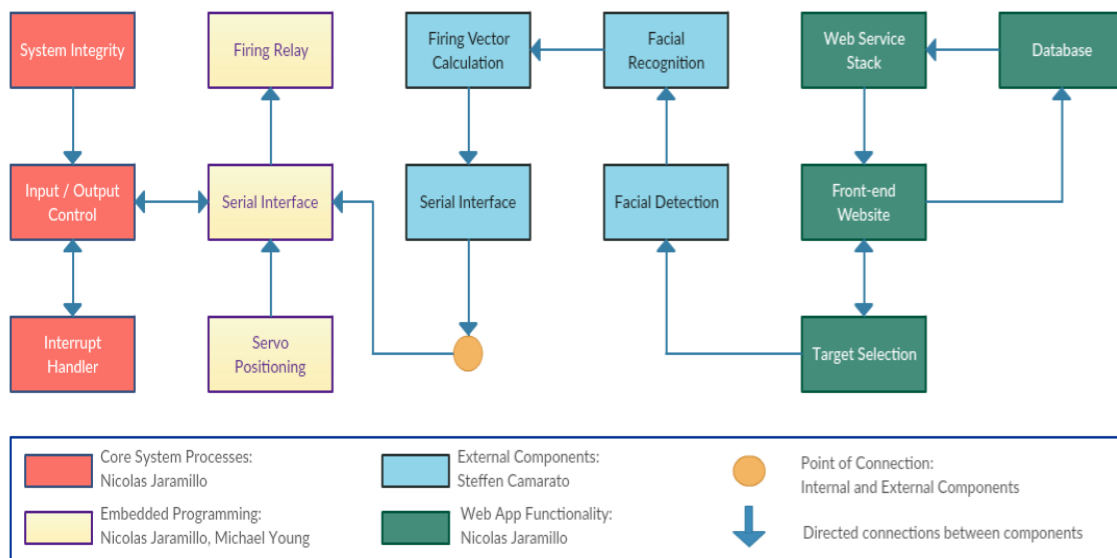 System Integrity
Firing Relay
Firing Vector
Calculation
Facial
Recognition
Web Service
Stack
Database
Input / Output
Control
Serial Interface
Serial Interface
Facial Detection
Front-end
Website
Interrupt
Handler
Servo
Positioning
Target Selection
Core System Processes:
Nicolas Jaramillo
External Components:
Steffen Camarato
Point of Connection:
Internal and External Components
Embedded Programming:
Nicolas Jaramillo, Michael Young
Web App Functionality:
Nicolas Jaramillo
Directed connections between components